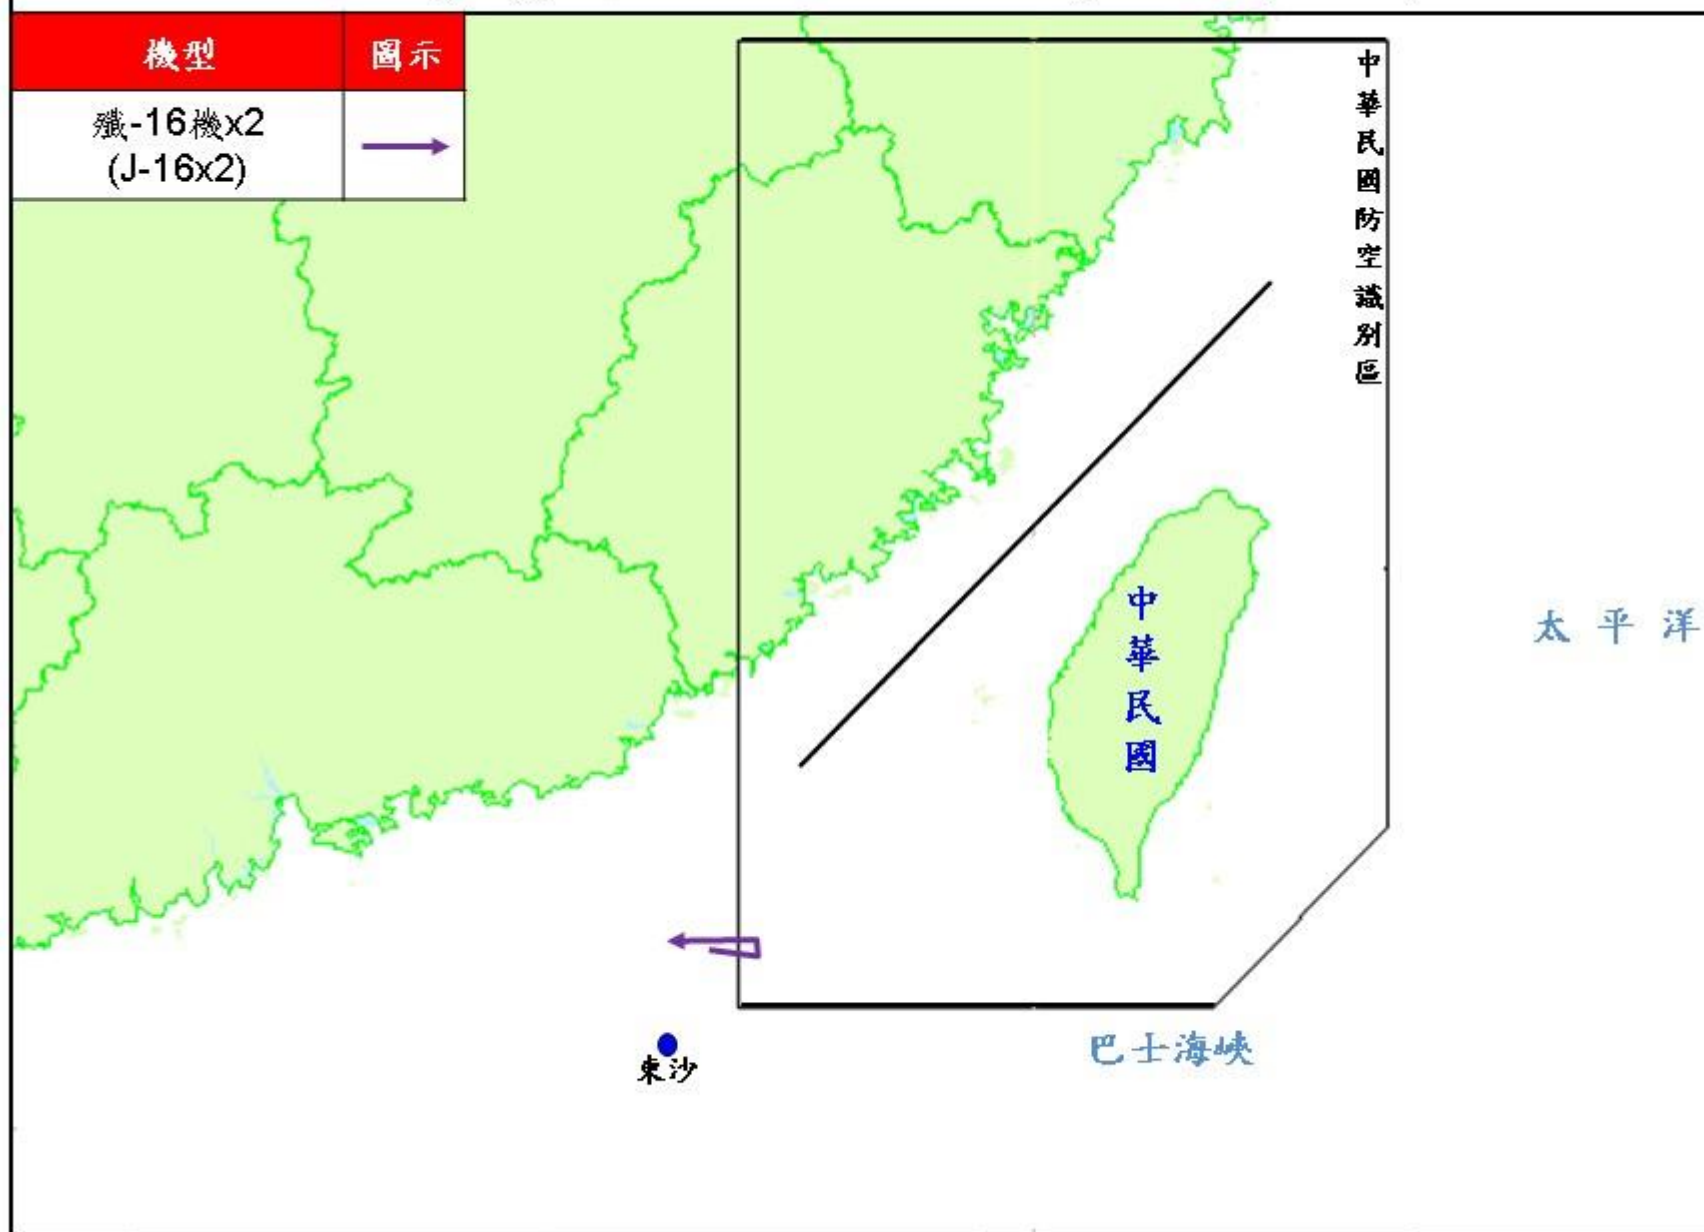 機型
圖示
殲-16機x2
(J-16x2)
中華民國防空識別區
中華民國
太平洋
巴士海峽
東沙